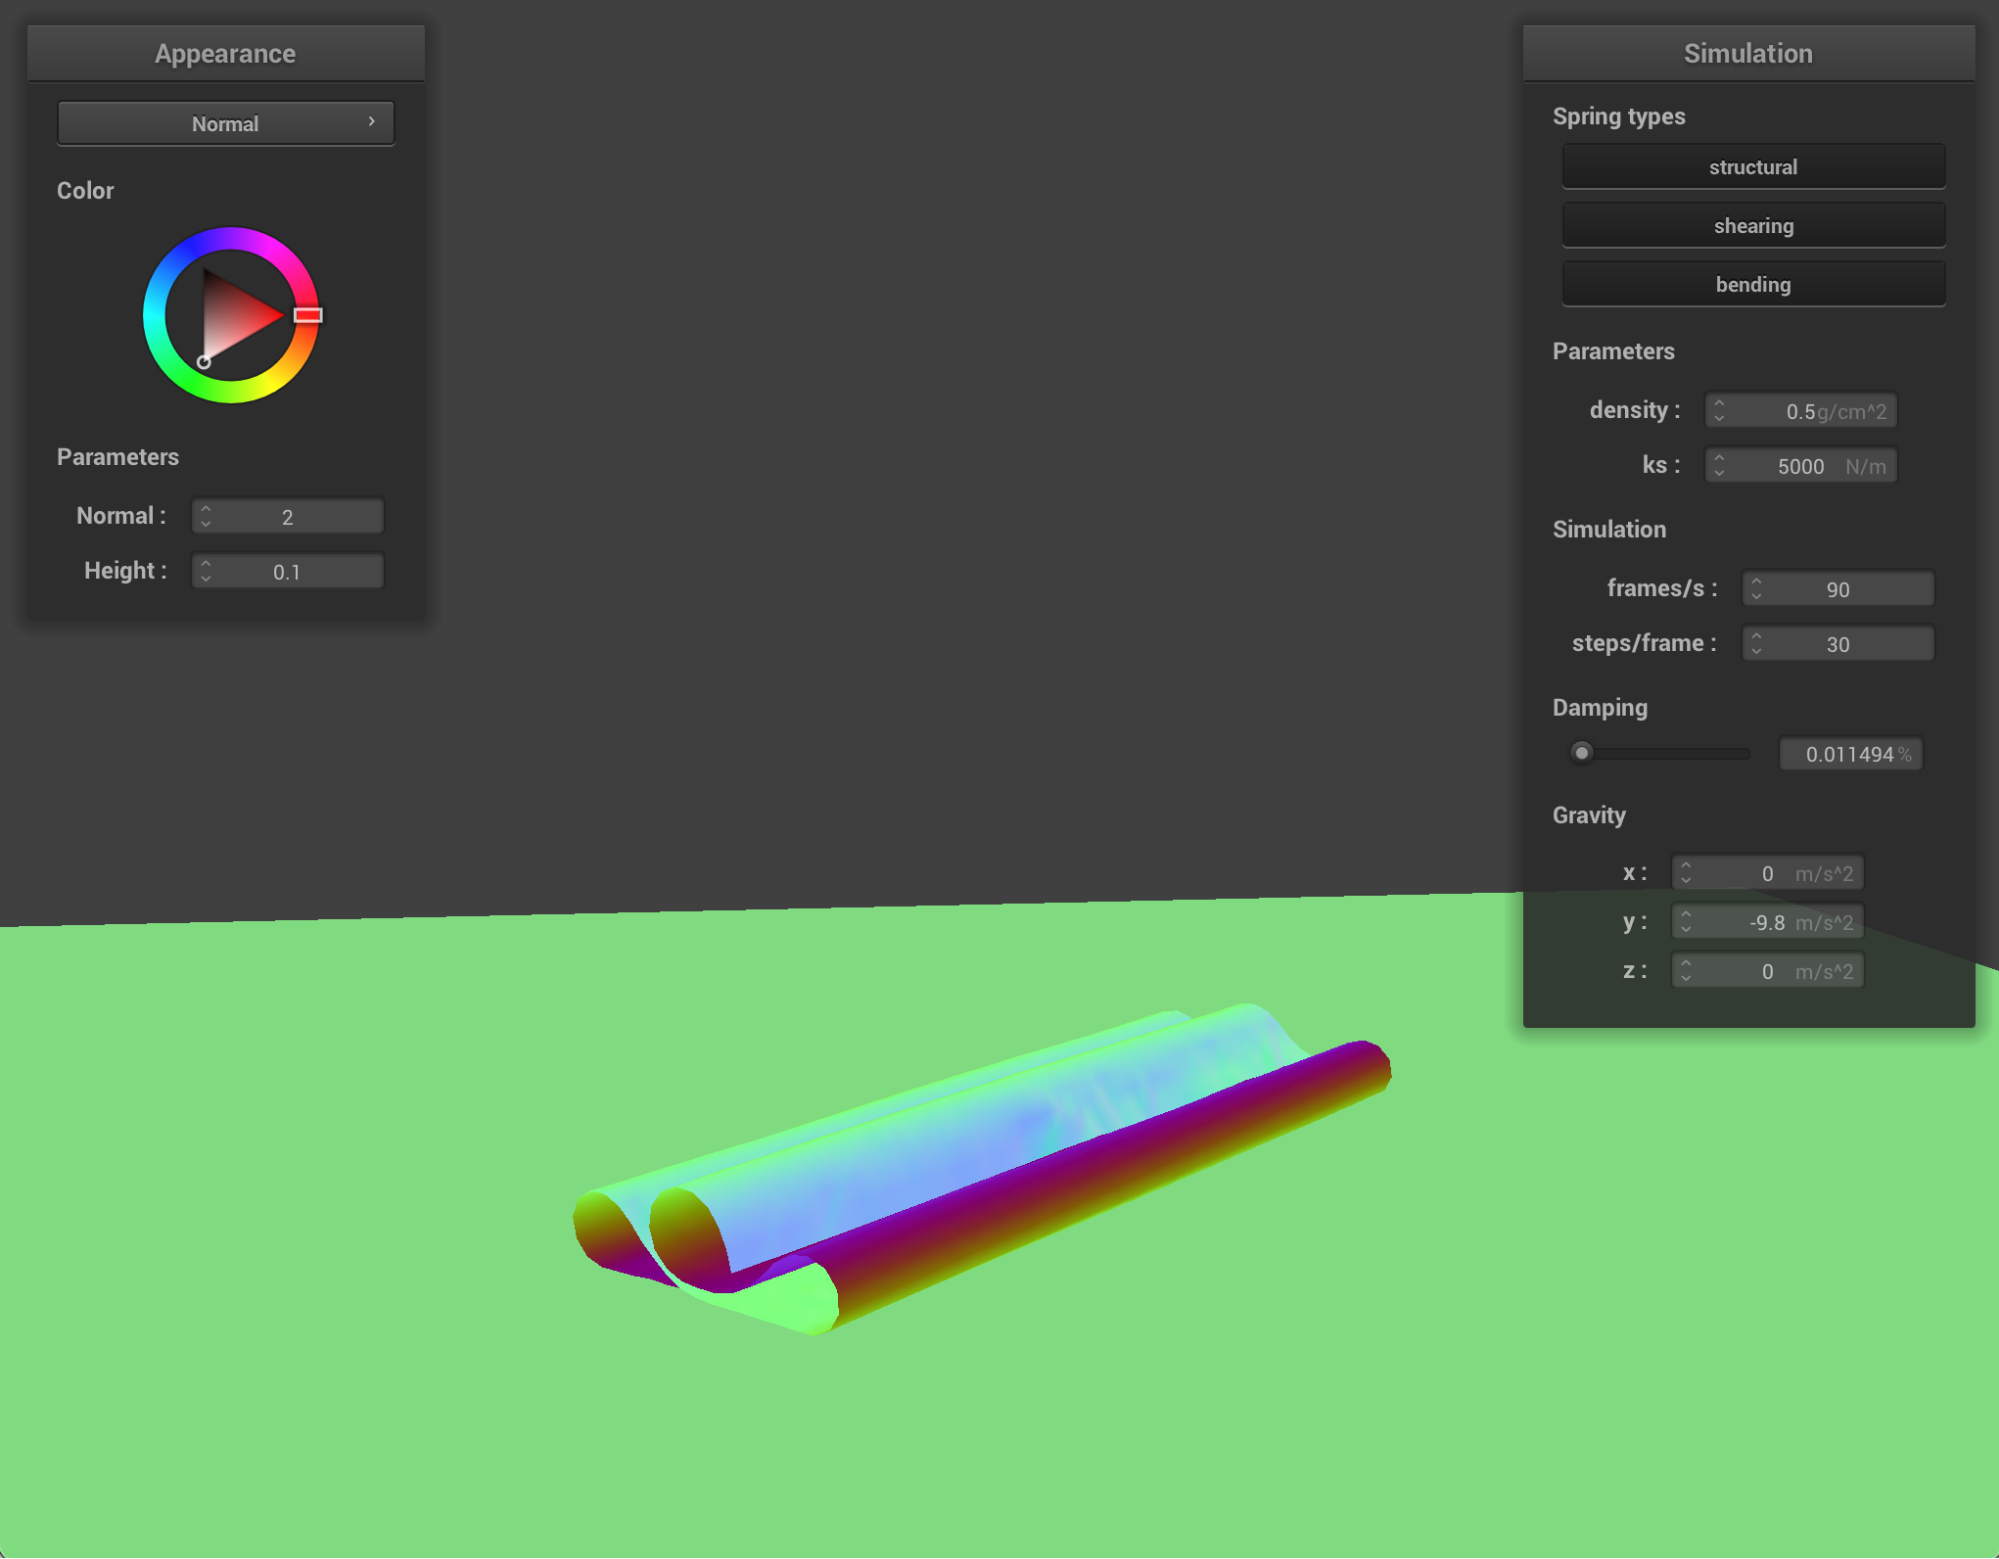 Appearance
Normal
Color
Parameters
Normal : 2
Height : 0.1
Simulation
Spring types
structural
shearing
bending
Parameters
density : 0.5 g/cm^2
ks : 5000 N/m
Simulation
frames/s : 90
steps/frame : 30
Damping
0.011494 %
Gravity
x : 0 m/s^2
y : -9.8 m/s^2
z : 0 m/s^2